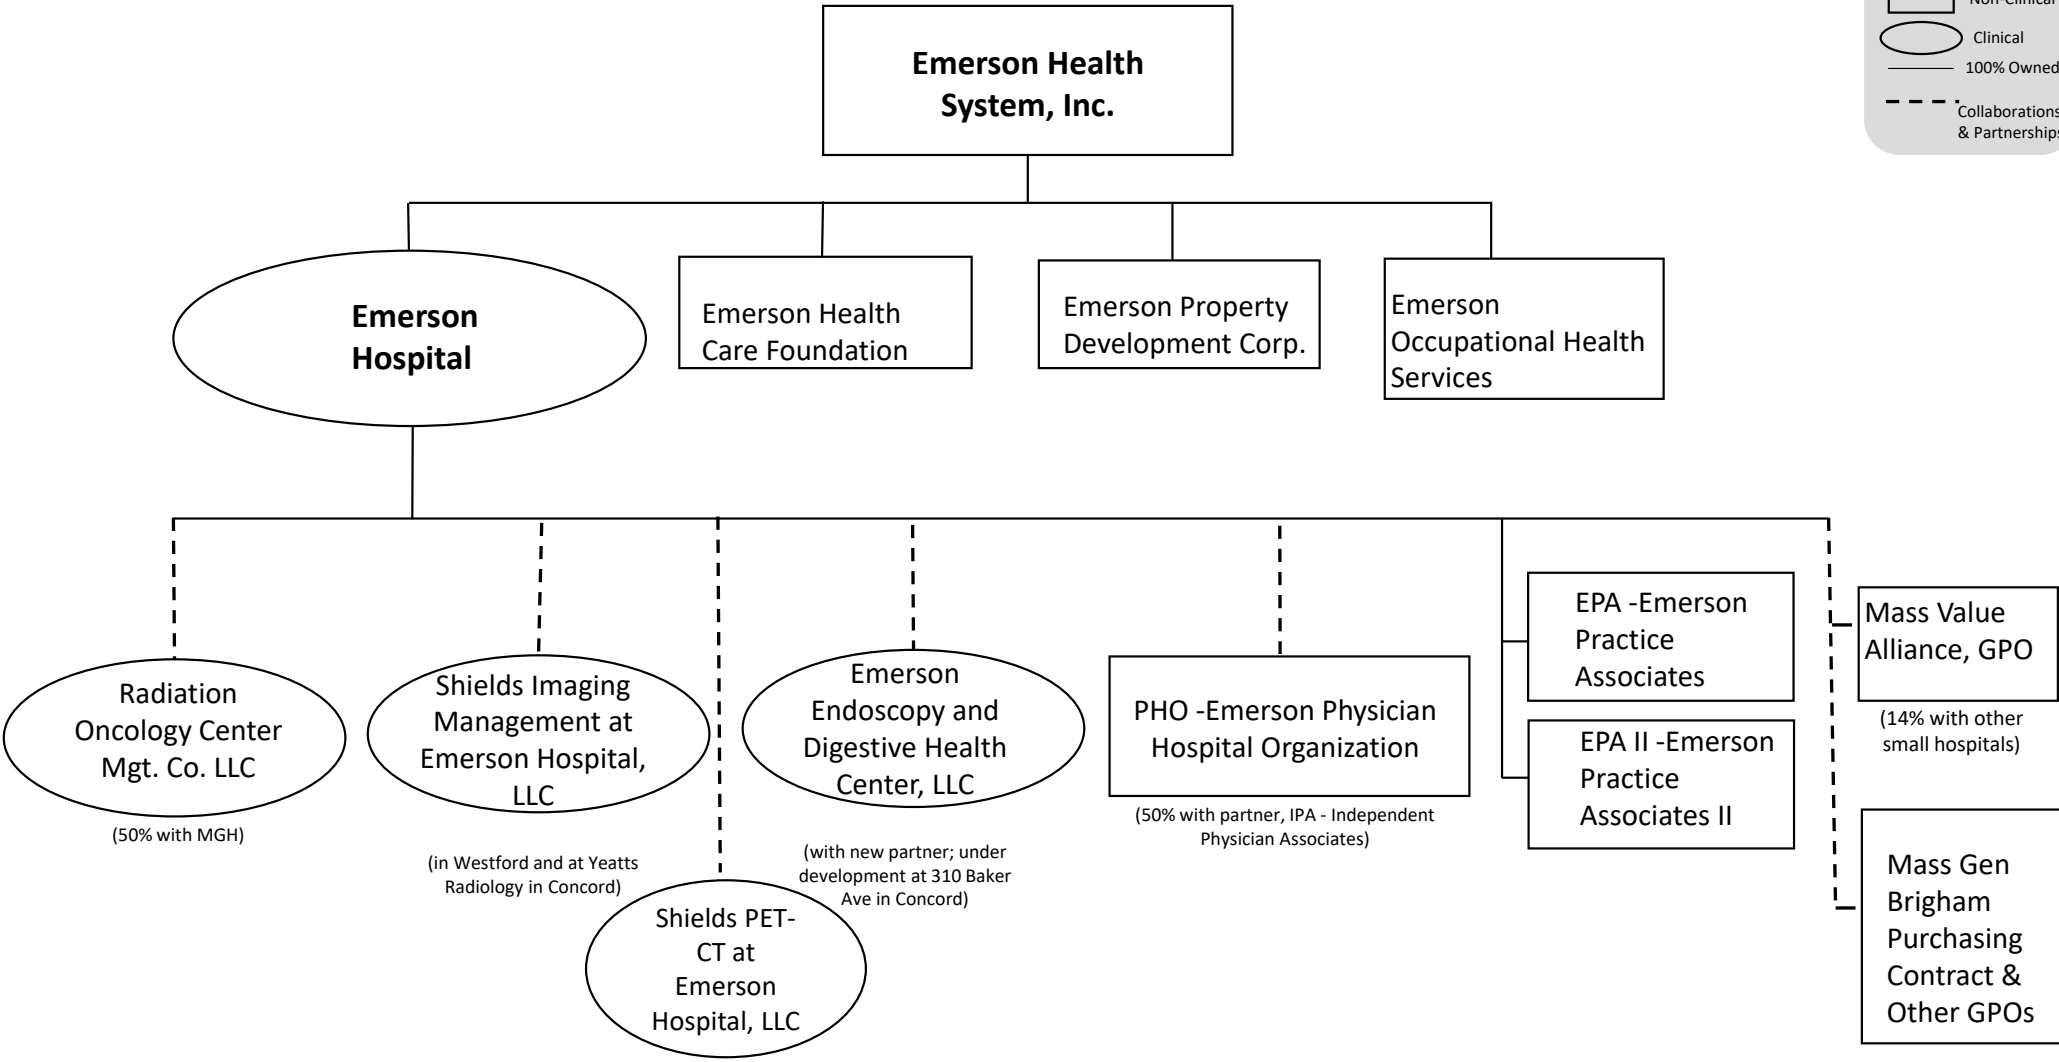 Emerson Health
System, Inc.
Non-Clinical
Clinical
100% Owned
Collaborations
& Partnerships
Emerson
Hospital
Emerson Health
Care Foundation
Emerson Property
Development Corp.
Emerson
Occupational Health
Services
Radiation
Oncology Center
Mgt. Co. LLC
(50% with MGH)
Shields Imaging
Management at
Emerson Hospital,
LLC
(in Westford and at Yeatts
Radiology in Concord)
Shields PET-
CT at
Emerson
Hospital, LLC
Emerson
Endoscopy and
Digestive Health
Center, LLC
(with new partner; under
development at 310 Baker
Ave in Concord)
PHO -Emerson Physician
Hospital Organization
(50% with partner, IPA - Independent
Physician Associates)
EPA -Emerson
Practice
Associates
EPA II -Emerson
Practice
Associates II
Mass Value
Alliance, GPO
(14% with other
small hospitals)
Mass Gen
Brigham
Purchasing
Contract &
Other GPOs